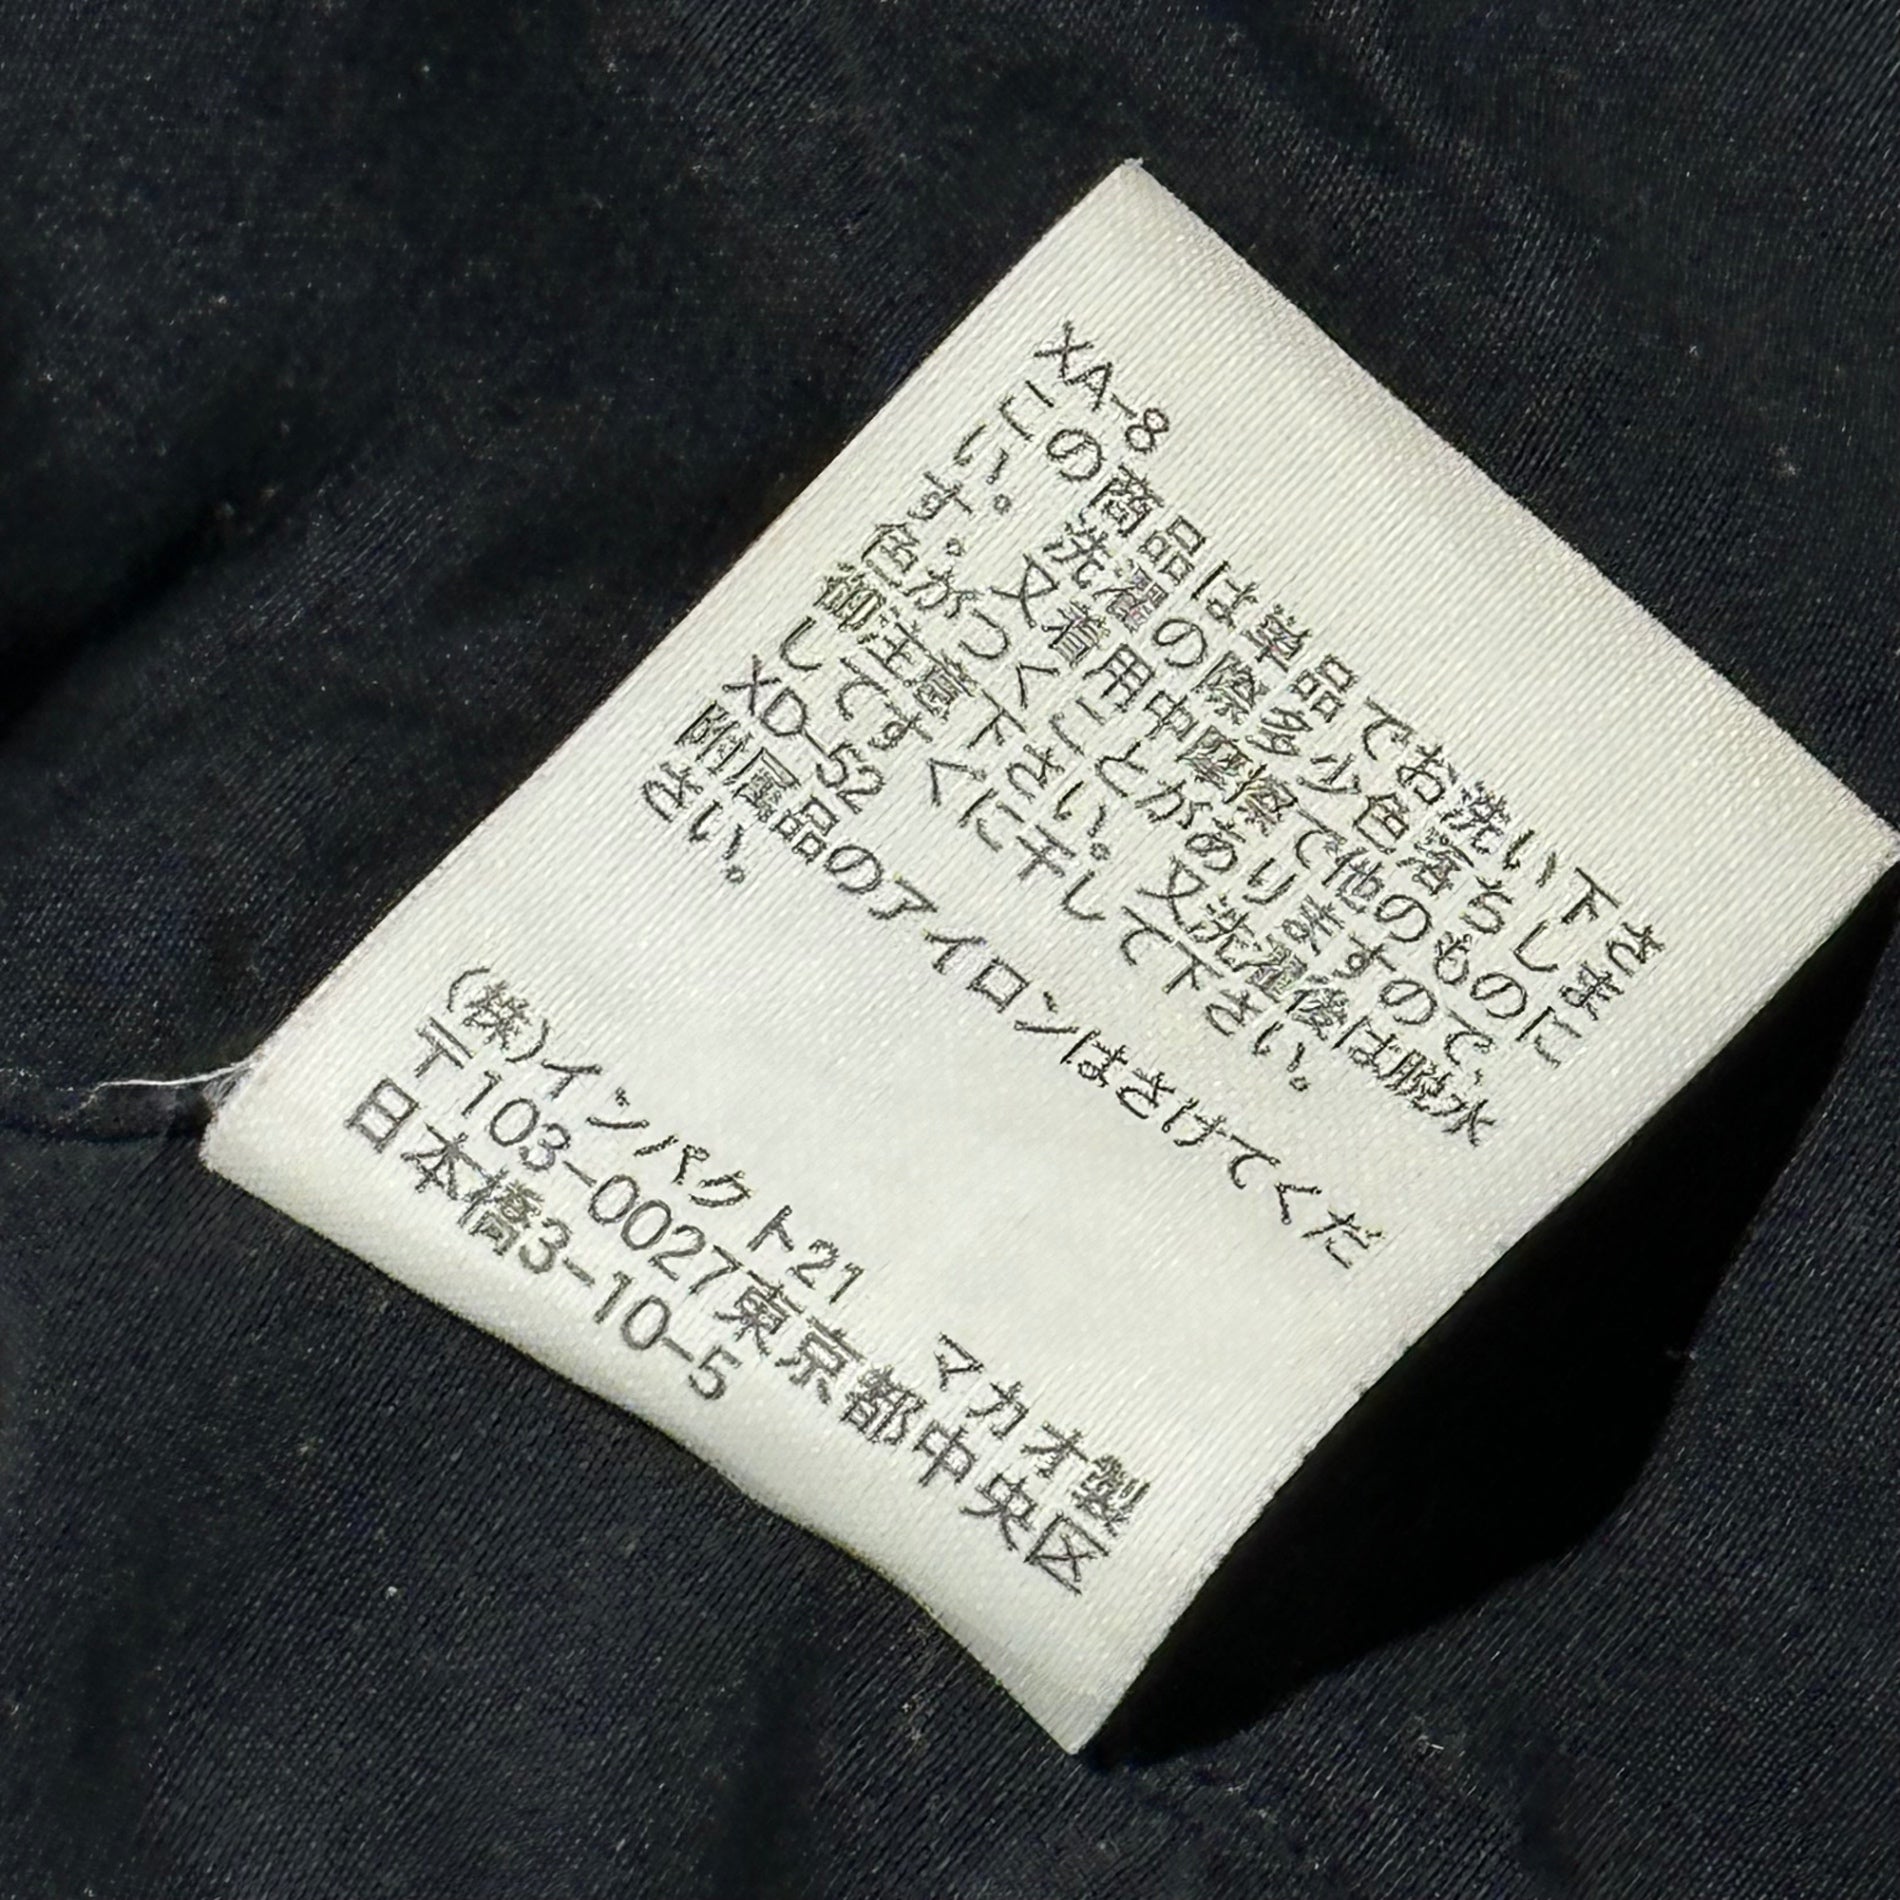 XA-8
この商品は単品でお洗い下さ
い。洗濯の際多少色落ちしま
す。又着用中摩擦で他のものに
色がつくことがありますので、
御注意下さい。又洗濯後は脱水
してすぐに干して下さい。
XD-52
附属品のアイロンはさけてくだ
さい。
(株)インパクト21 マカオ製
〒103-0027東京都中央区
日本橋3-10-5